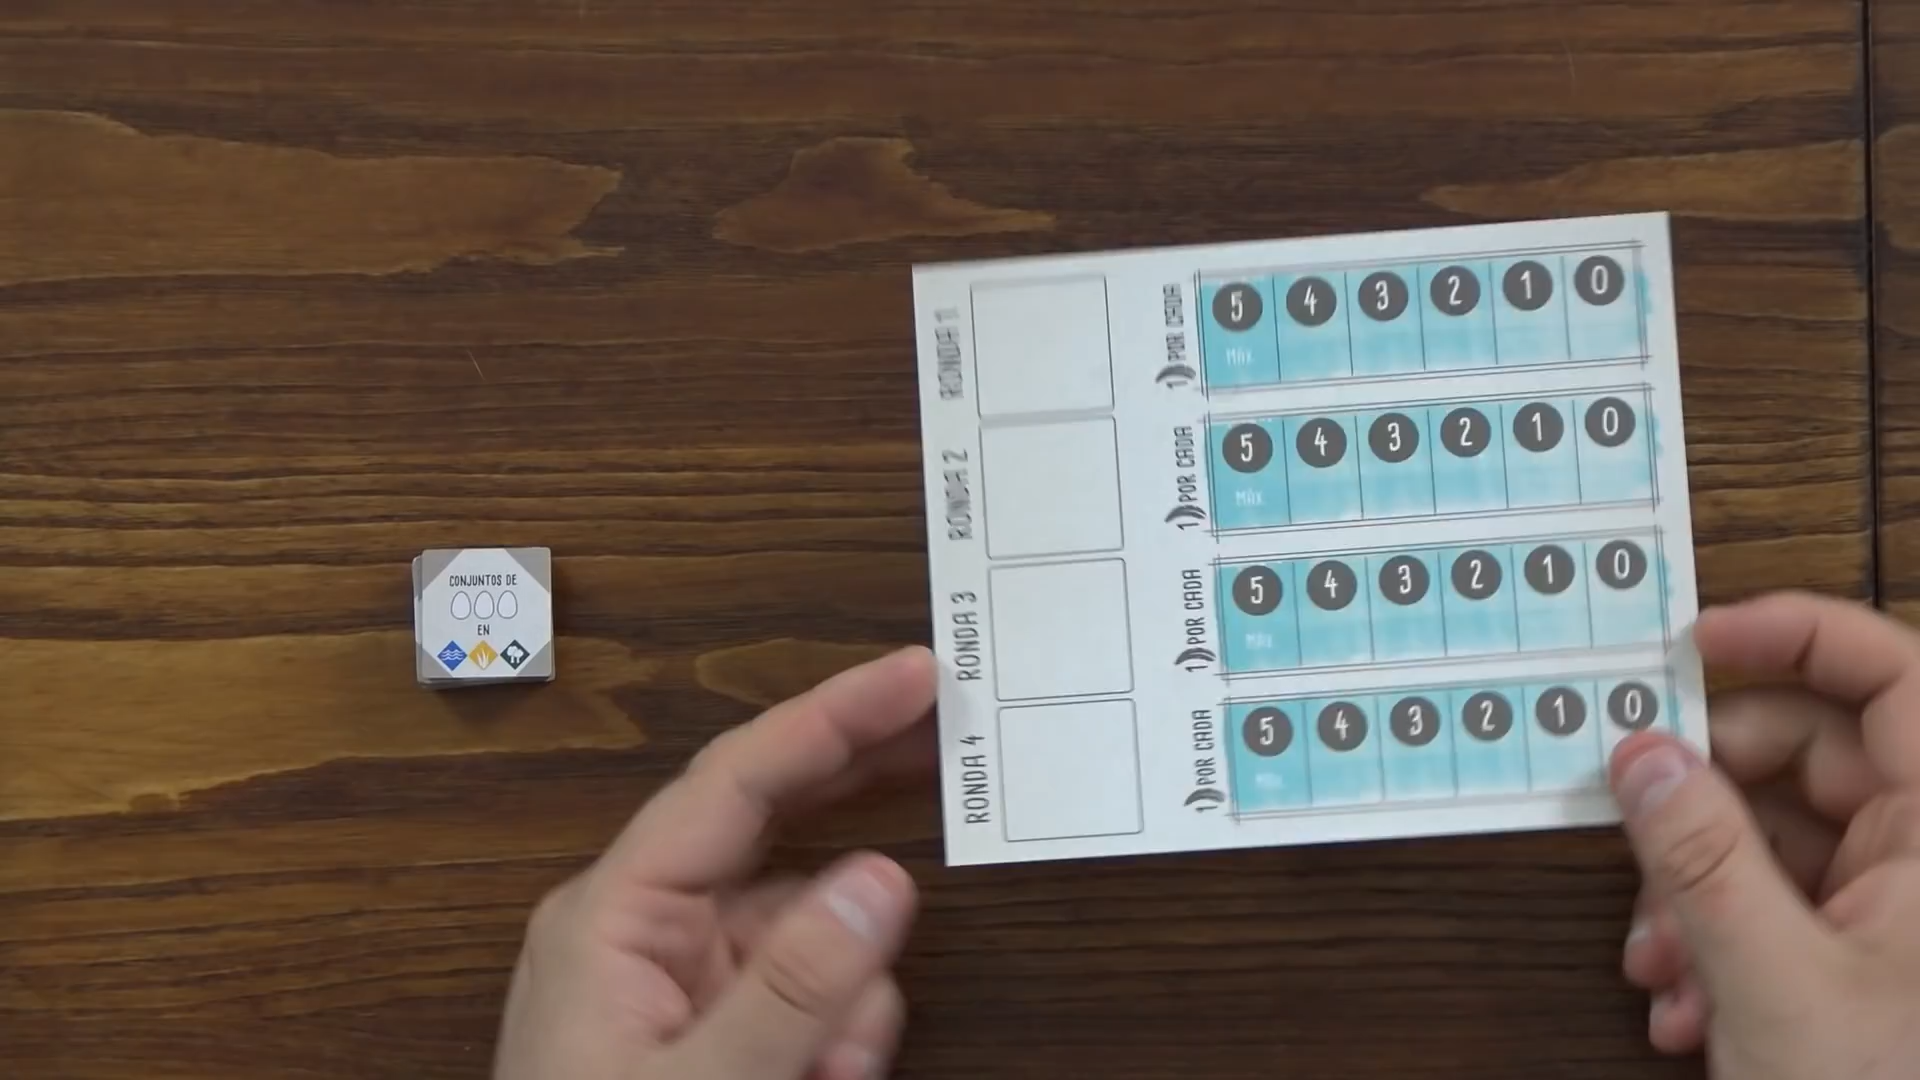 CONJUNTOS DE
EN
RONDA 1
1 POR CADA
5 4 3 2 1 0
MÁX
RONDA 2
1 POR CADA
5 4 3 2 1 0
MÁX
RONDA 3
1 POR CADA
5 4 3 2 1 0
MÁX
RONDA 4
1 POR CADA
5 4 3 2 1 0
MÁX